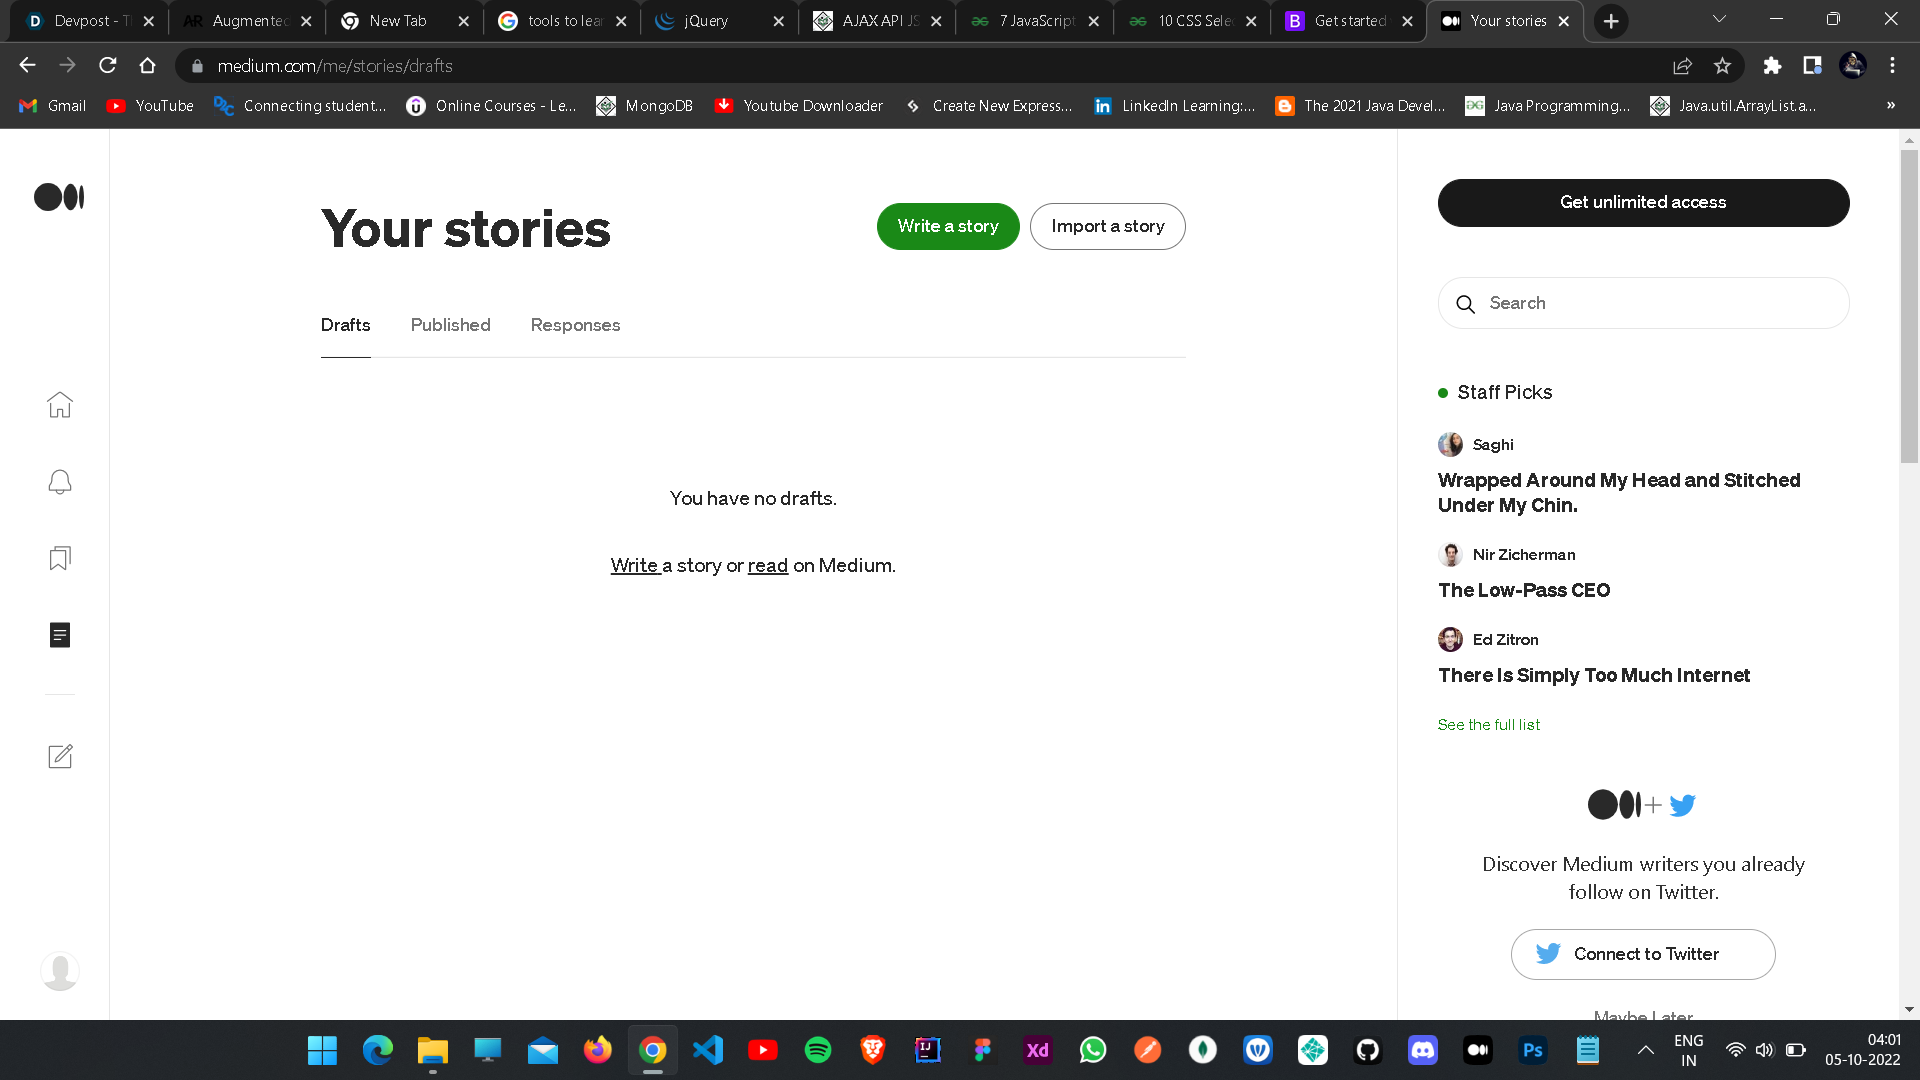 Devpost - Tl
AR Augmented
New Tab
tools to lear
jQuery
AJAX API JS
7 JavaScript
10 CSS Sele
B Get started
Your stories
medium.com/me/stories/drafts
Gmail
YouTube
Connecting student...
Online Courses - Le...
MongoDB
Youtube Downloader
Create New Express...
LinkedIn Learning:...
The 2021 Java Devel...
Java Programming...
Java.util.ArrayList.a...
»
Your stories
Write a story
Import a story
Drafts
Published
Responses
You have no drafts.
Write a story or read on Medium.
Get unlimited access
Search
Staff Picks
Saghi
Wrapped Around My Head and Stitched
Under My Chin.
Nir Zicherman
The Low-Pass CEO
Ed Zitron
There Is Simply Too Much Internet
See the full list
Discover Medium writers you already
follow on Twitter.
Connect to Twitter
Maybe Later
IJ
Xd
Ps
ENG
IN
04:01
05-10-2022